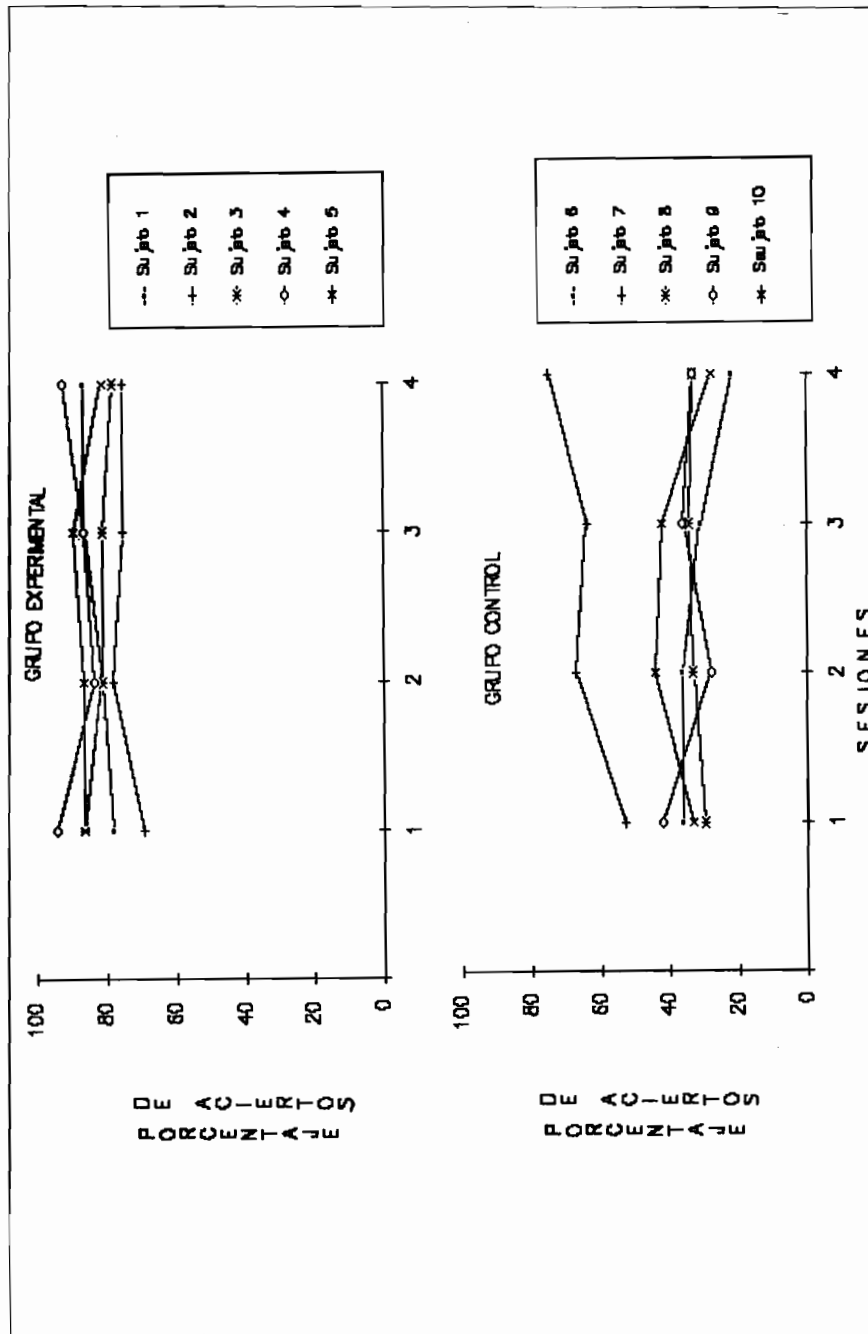 GRUPO EXPERIMENTAL
PORCENTAJE
DE ACIERTOS
100
80
60
40
20
0
1
2
3
4
Sujeto 1
Sujeto 2
Sujeto 3
Sujeto 4
Sujeto 5
GRUPO CONTROL
PORCENTAJE
DE ACIERTOS
100
80
60
40
20
0
1
2
3
4
SESIONES
Sujeto 6
Sujeto 7
Sujeto 8
Sujeto 9
Saujeto 10